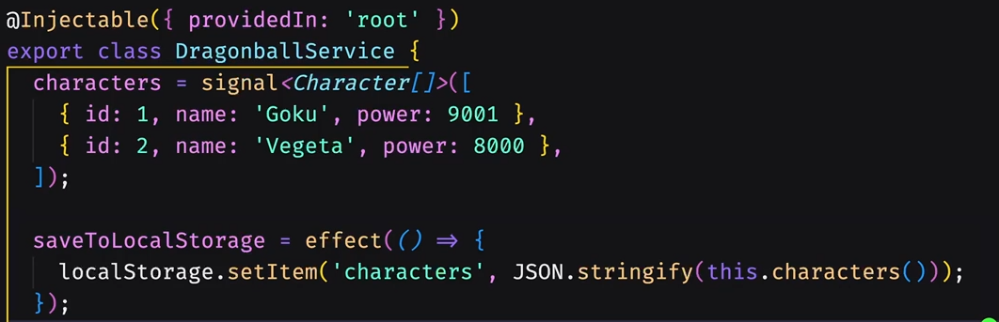 @Injectable({ providedIn: 'root' })
export class DragonballService {
  characters = signal<Character[]>([
    { id: 1, name: 'Goku', power: 9001 },
    { id: 2, name: 'Vegeta', power: 8000 },
  ]);

  saveToLocalStorage = effect(() => {
    localStorage.setItem('characters', JSON.stringify(this.characters()));
  });